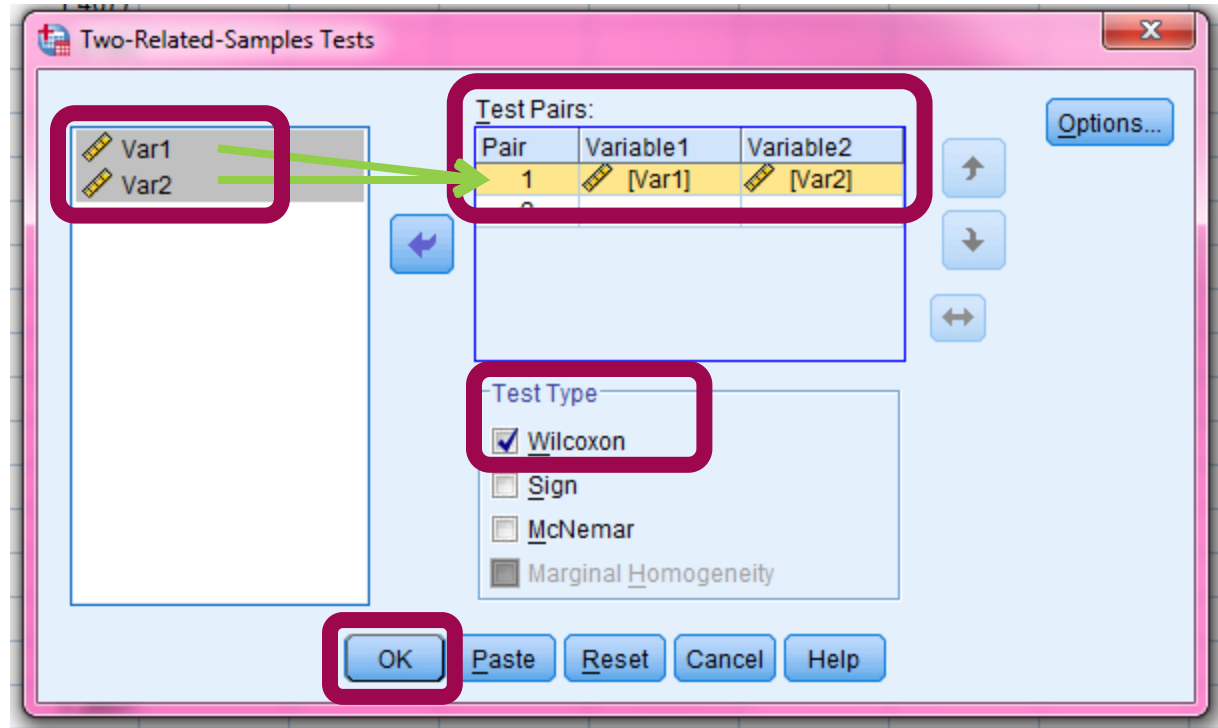 Two-Related-Samples Tests
Var1
Var2
Test Pairs:
Pair Variable1 Variable2
1 [Var1] [Var2]
Options...
Test Type
Wilcoxon
Sign
McNemar
Marginal Homogeneity
OK Paste Reset Cancel Help